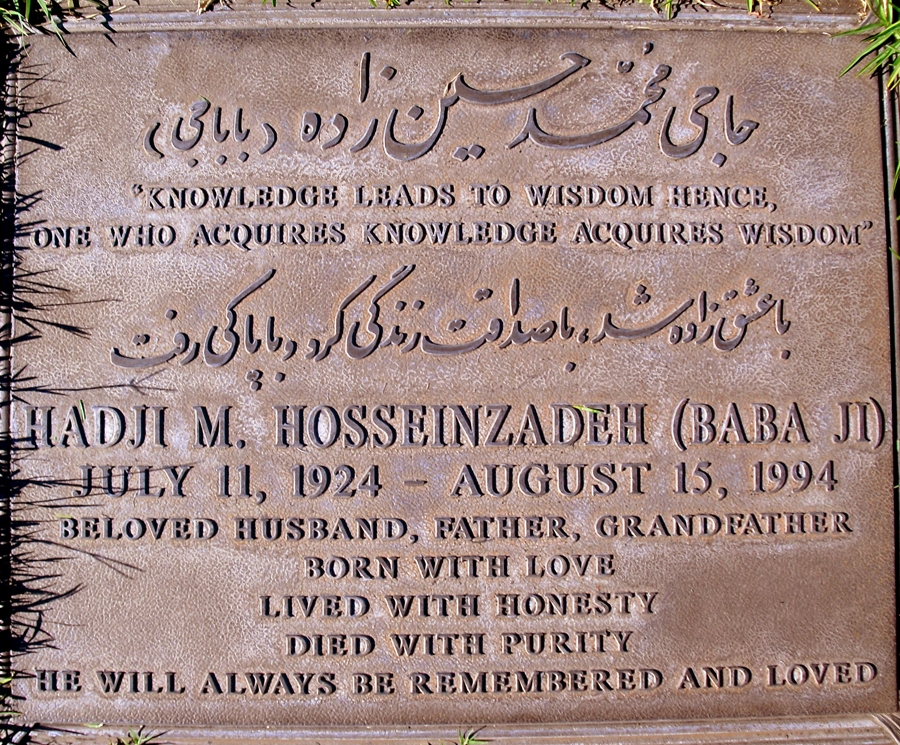 حاجی محمّد حسین زاده (باباجی)
“KNOWLEDGE LEADS TO WISDOM HENCE,
ONE WHO ACQUIRES KNOWLEDGE ACQUIRES WISDOM”
با عشق زاده شد، با صداقت زندگی کرد و با پاکی رفت
HADJI M. HOSSEINZADEH (BABA JI)
JULY 11, 1924 – AUGUST 15, 1994
BELOVED HUSBAND, FATHER, GRANDFATHER
BORN WITH LOVE
LIVED WITH HONESTY
DIED WITH PURITY
HE WILL ALWAYS BE REMEMBERED AND LOVED